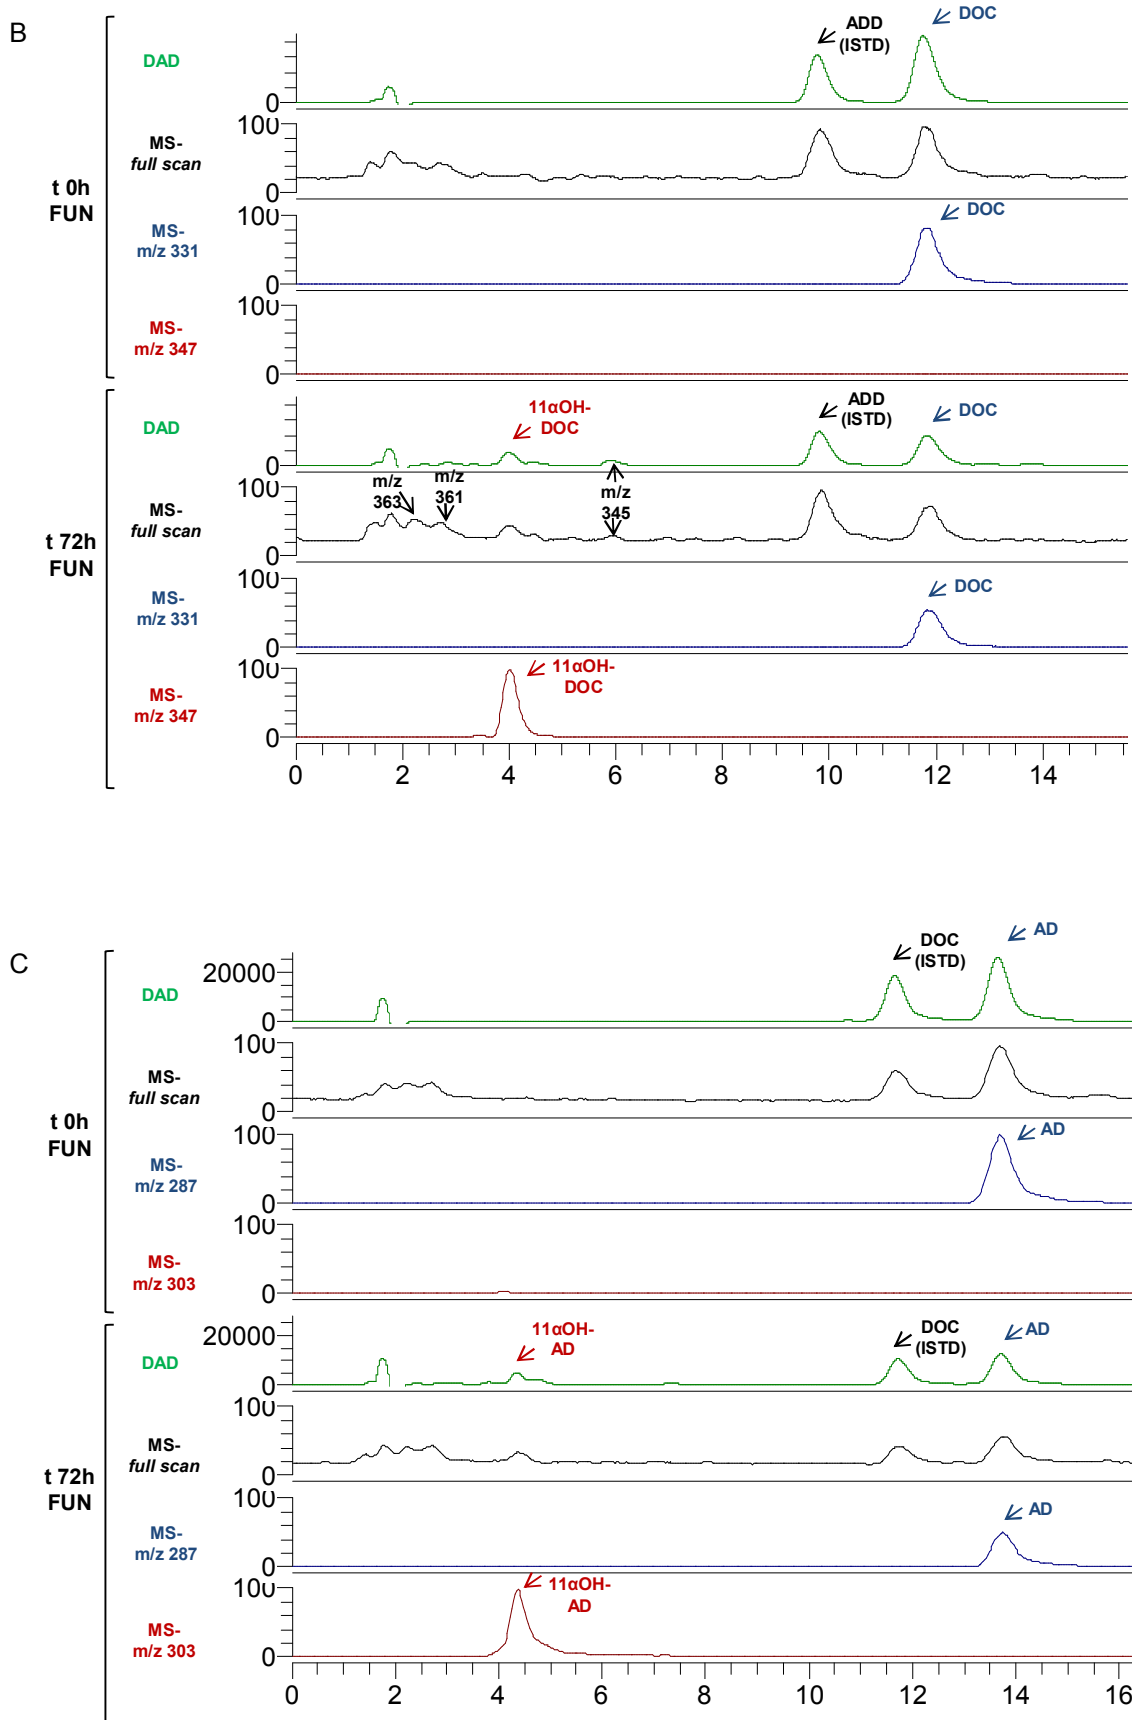 B
DAD
ADD
(ISTD)
DOC
0
MS-
full scan
100
0
t 0h
FUN
MS-
m/z 331
100
0
DOC
MS-
m/z 347
100
0
DAD
11αOH-
DOC
ADD
(ISTD)
DOC
0
m/z
363
m/z
361
m/z
345
MS-
full scan
100
0
t 72h
FUN
MS-
m/z 331
100
0
DOC
MS-
m/z 347
100
0
11αOH-
DOC
0 2 4 6 8 10 12 14
C
DAD
20000
0
DOC
(ISTD)
AD
MS-
full scan
100
0
t 0h
FUN
MS-
m/z 287
100
0
AD
MS-
m/z 303
100
0
DAD
20000
0
11αOH-
AD
DOC
(ISTD)
AD
MS-
full scan
100
0
t 72h
FUN
MS-
m/z 287
100
0
AD
MS-
m/z 303
100
0
11αOH-
AD
0 2 4 6 8 10 12 14 16